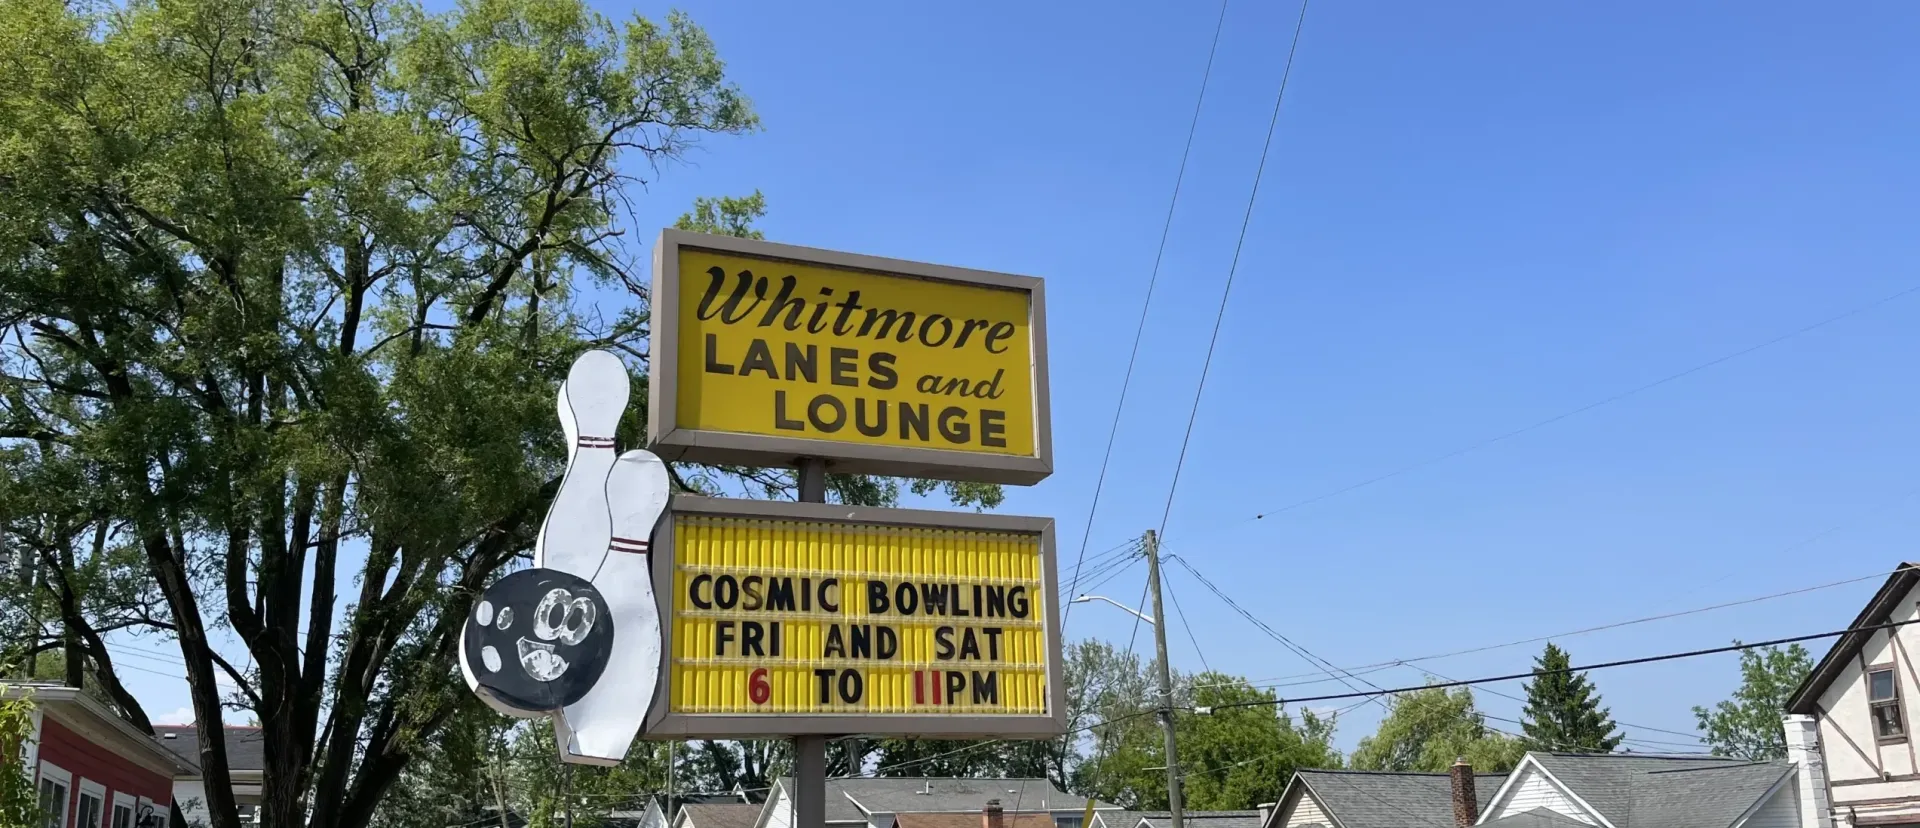 Whitmore
LANES and
LOUNGE
COSMIC BOWLING
FRI AND SAT
6 TO 11PM